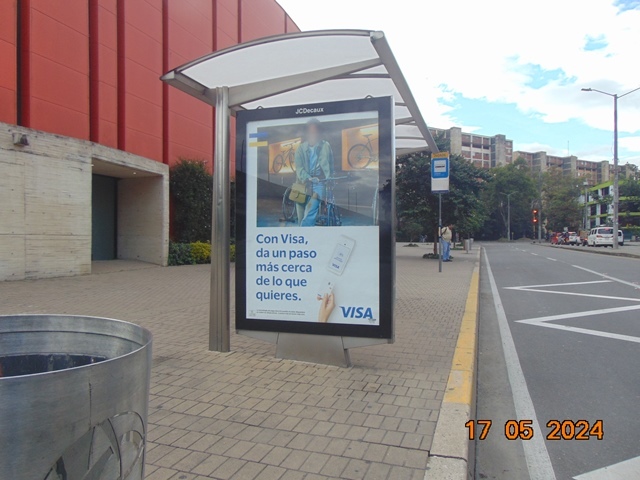 JCDecaux
Con Visa,
da un paso
más cerca
de lo que
quieres.
VISA
17 05 2024